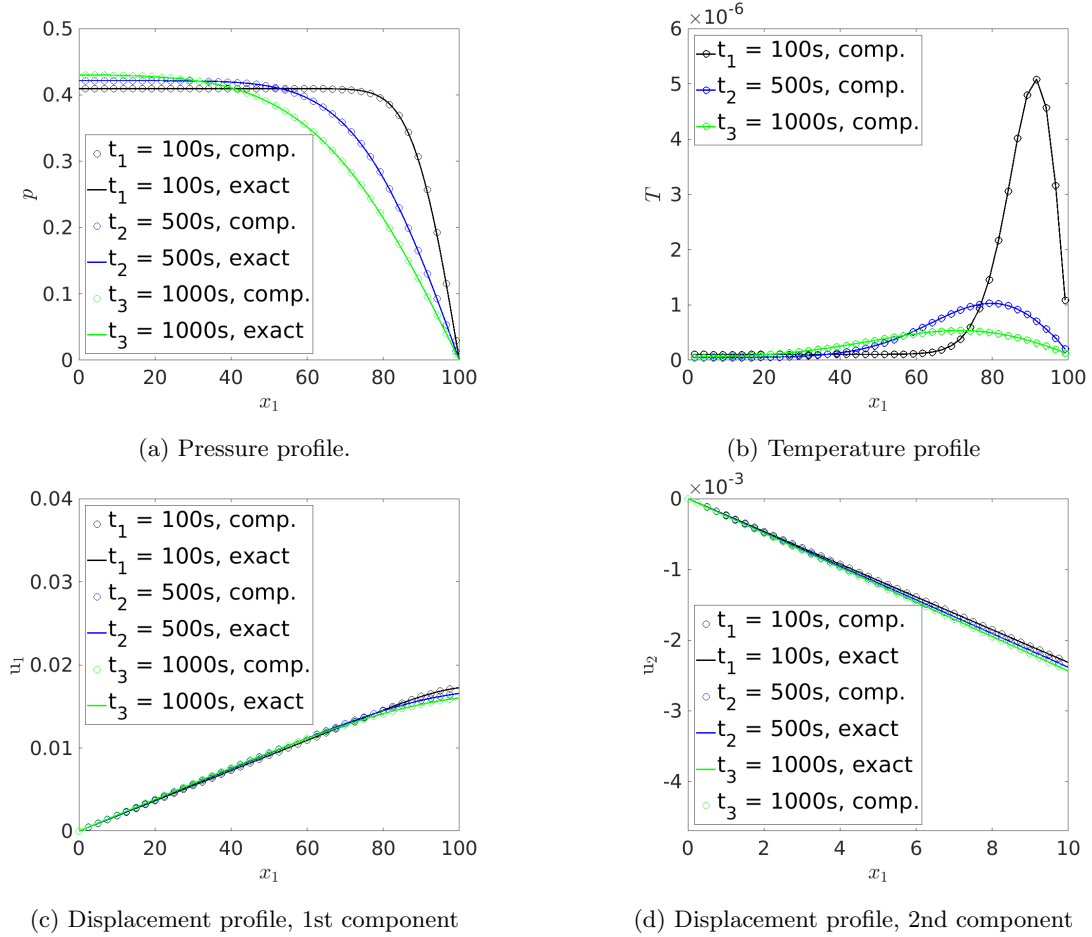 0.5
0.4
0.3
0.2
0.1
0
p
t1 = 100s, comp.
t1 = 100s, exact
t2 = 500s, comp.
t2 = 500s, exact
t3 = 1000s, comp.
t3 = 1000s, exact
0 20 40 60 80 100
x1
(a) Pressure profile.
×10-6
6
5
4
3
2
1
0
T
t1 = 100s, comp.
t2 = 500s, comp.
t3 = 1000s, comp.
0 20 40 60 80 100
x1
(b) Temperature profile
0.04
0.03
0.02
0.01
0
u1
t1 = 100s, comp.
t1 = 100s, exact
t2 = 500s, comp.
t2 = 500s, exact
t3 = 1000s, comp.
t3 = 1000s, exact
0 20 40 60 80 100
x1
(c) Displacement profile, 1st component
×10-3
0
-1
-2
-3
-4
u2
t1 = 100s, comp.
t1 = 100s, exact
t2 = 500s, comp.
t2 = 500s, exact
t3 = 1000s, exact
t3 = 1000s, comp.
0 2 4 6 8 10
x1
(d) Displacement profile, 2nd component